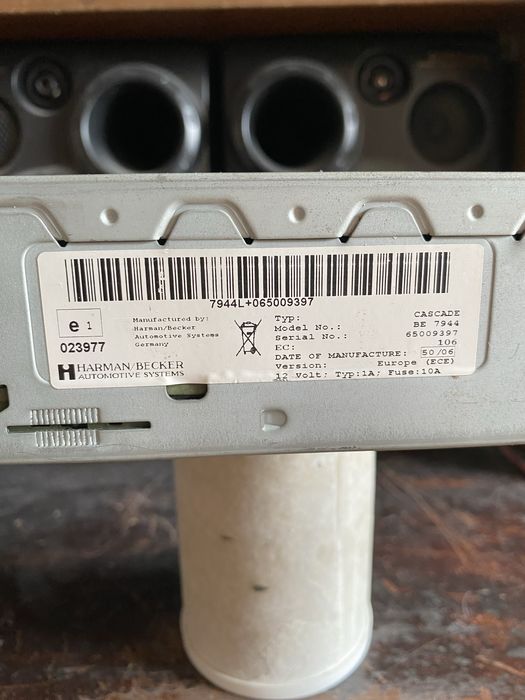 7944L+065009397
e 1
023977
Manufactured by:
Harman/Becker
Automotive Systems
Germany
H HARMAN/BECKER
AUTOMOTIVE SYSTEMS
Typ: CASCADE
Model No.: BE 7944
Serial No.: 65009397
EC: 106
DATE OF MANUFACTURE: 50/06
Version: Europe (ECE)
12 Volt; Typ:1A; Fuse:10A